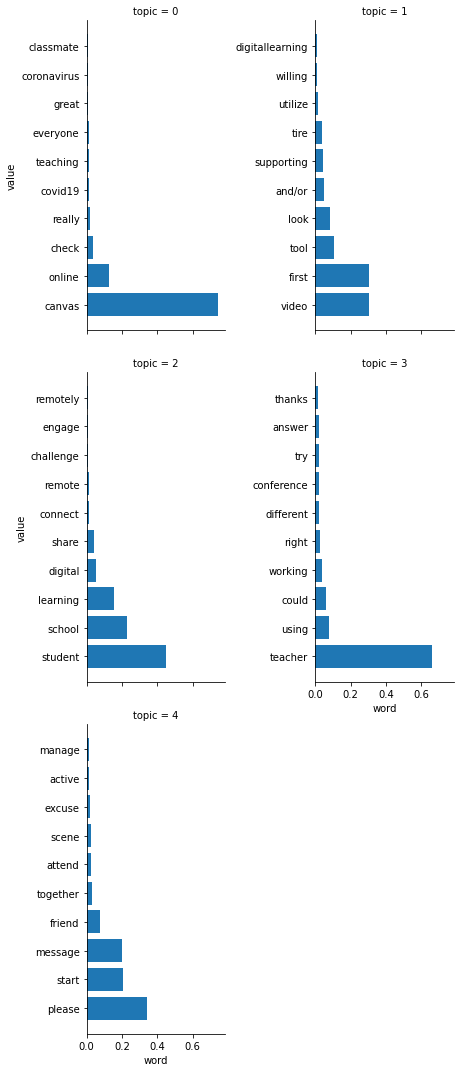 topic = 0
value
classmate
coronavirus
great
everyone
teaching
covid19
really
check
online
canvas
topic = 1
digitallearning
willing
utilize
tire
supporting
and/or
look
tool
first
video
topic = 2
value
remotely
engage
challenge
remote
connect
share
digital
learning
school
student
topic = 3
thanks
answer
try
conference
different
right
working
could
using
teacher
0.0 0.2 0.4 0.6
word
topic = 4
manage
active
excuse
scene
attend
together
friend
message
start
please
0.0 0.2 0.4 0.6
word